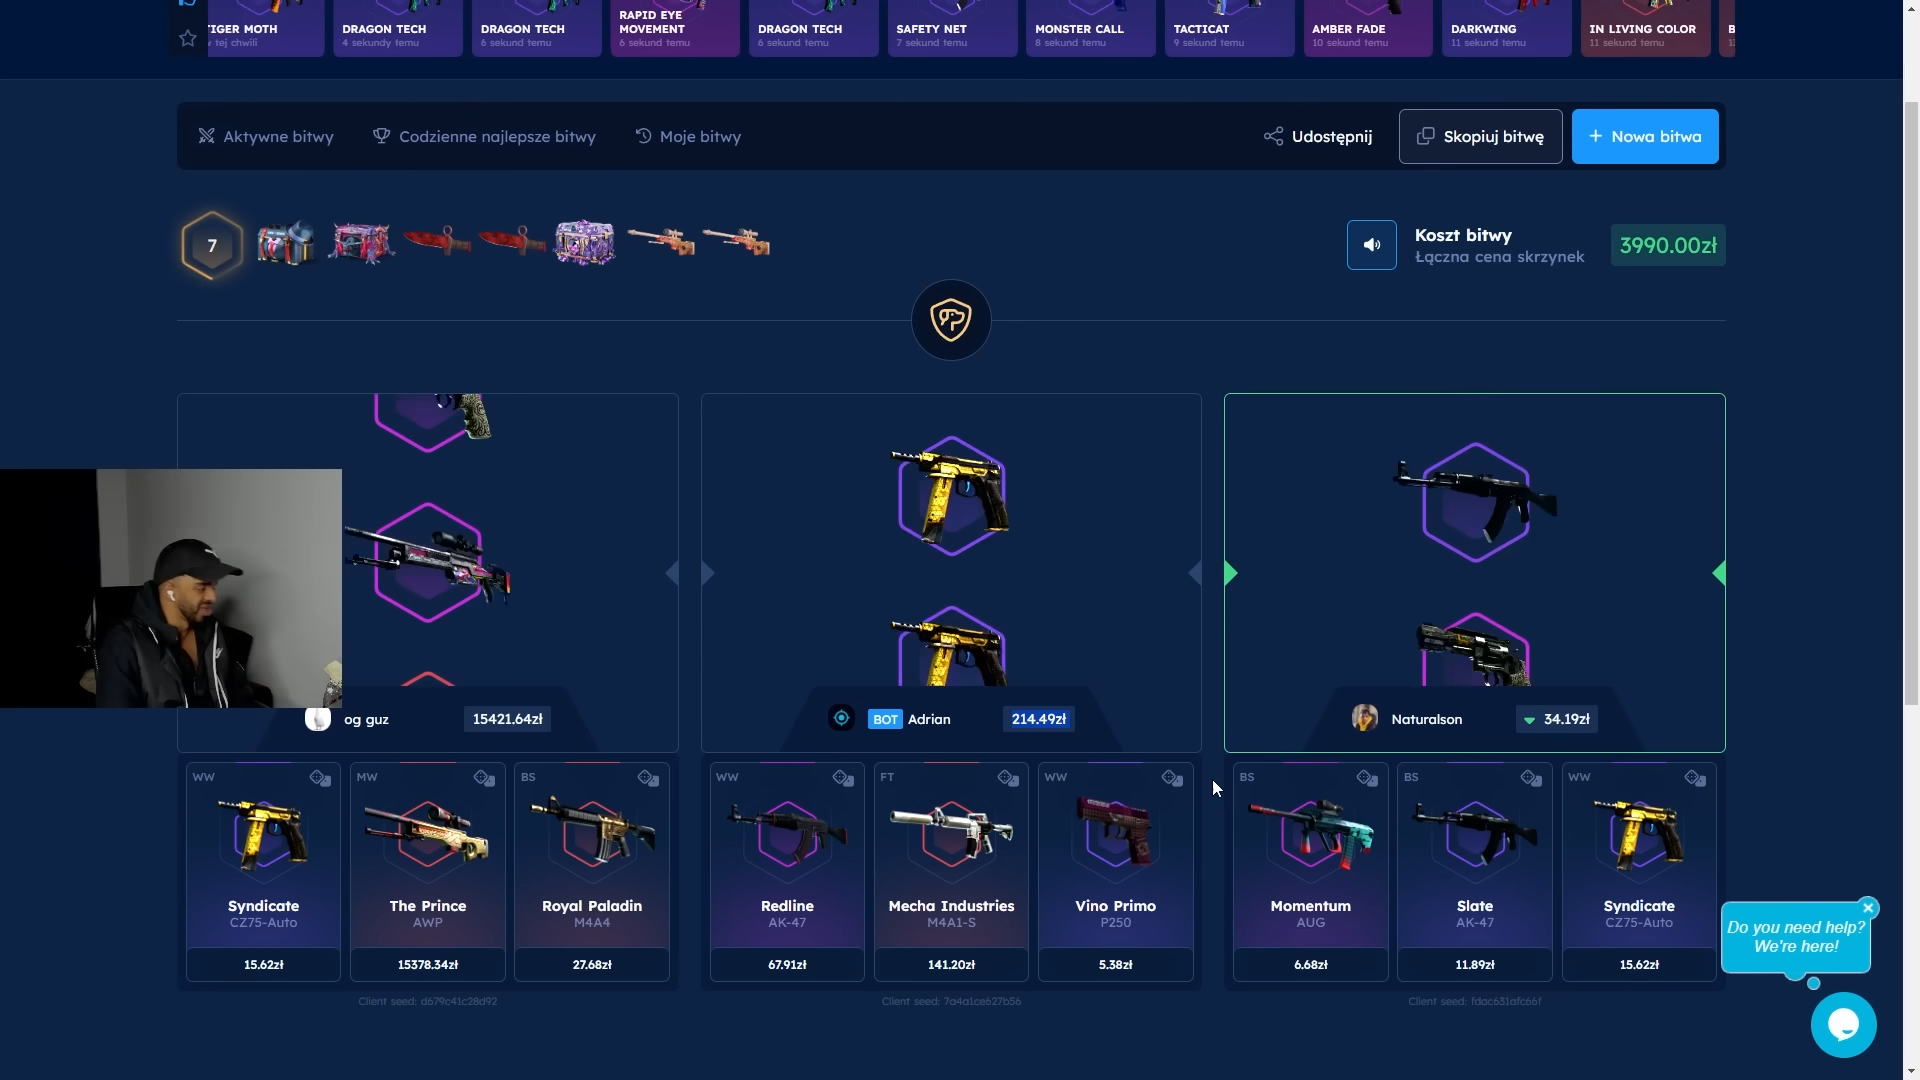 TIGER MOTH
w tej chwili
DRAGON TECH
4 sekundy temu
DRAGON TECH
6 sekund temu
RAPID EYE
MOVEMENT
6 sekund temu
DRAGON TECH
6 sekund temu
SAFETY NET
7 sekund temu
MONSTER CALL
8 sekund temu
TACTICAT
9 sekund temu
AMBER FADE
10 sekund temu
DARKWING
11 sekund temu
IN LIVING COLOR
11 sekund temu
Aktywne bitwy
Codzienne najlepsze bitwy
Moje bitwy
Udostępnij
Skopiuj bitwę
+ Nowa bitwa
7
Koszt bitwy
Łączna cena skrzynek
3990.00zł
og guz
15421.64zł
BOT Adrian
214.49zł
Naturalson
34.19zł
WW
Syndicate
CZ75-Auto
15.62zł
MW
The Prince
AWP
15378.34zł
BS
Royal Paladin
M4A4
27.68zł
WW
Redline
AK-47
67.91zł
FT
Mecha Industries
M4A1-S
141.20zł
WW
Vino Primo
P250
5.38zł
BS
Momentum
AUG
6.68zł
BS
Slate
AK-47
11.89zł
WW
Syndicate
CZ75-Auto
15.62zł
Client seed: d679c41c28d92
Client seed: 7a4a1ce627b56
Client seed: fdac631afc66f
Do you need help?
We're here!